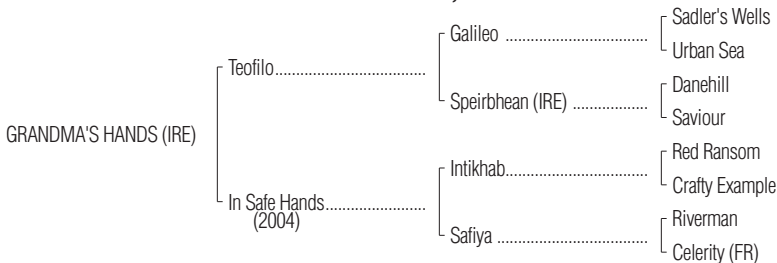 Sadler's Wells
Galileo ......................................
Urban Sea
Teofilo........................................
Danehill
Speirbhean (IRE) ...................
Saviour
GRANDMA'S HANDS (IRE)
Red Ransom
Intikhab......................................
Crafty Example
In Safe Hands..........................
(2004)
Riverman
Safiya ........................................
Celerity (FR)